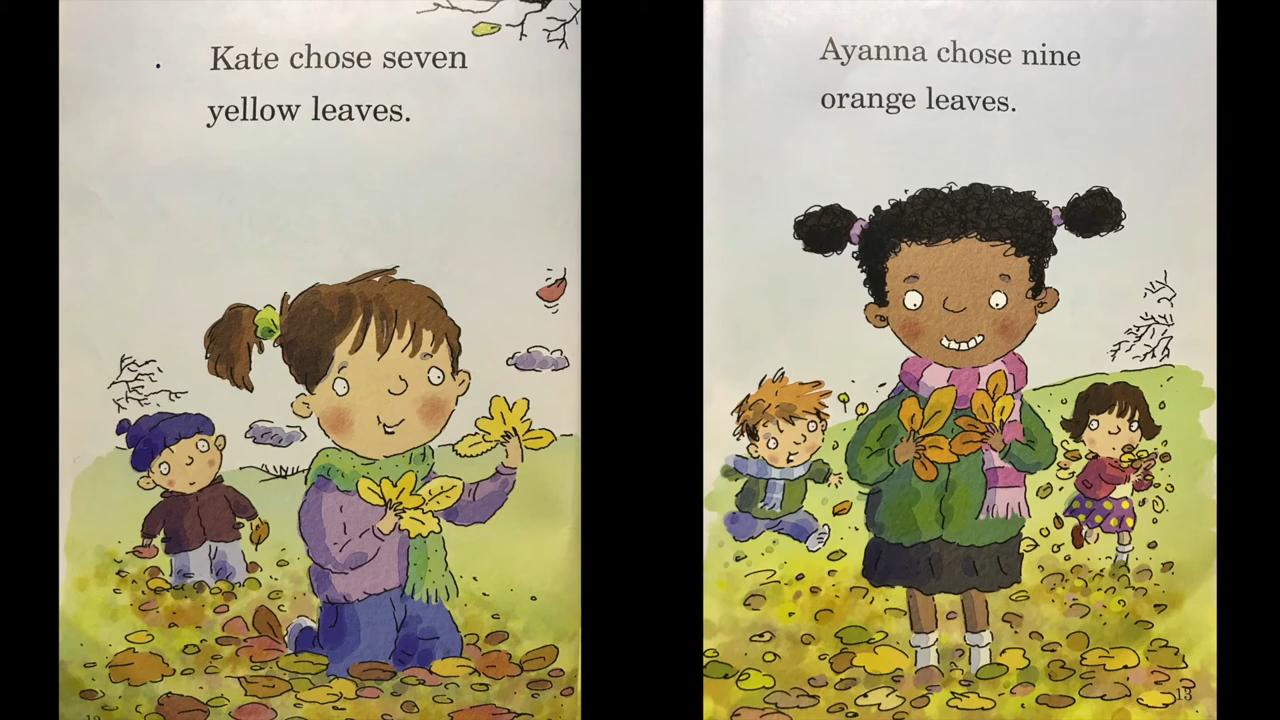 Kate chose seven
yellow leaves.
Ayanna chose nine
orange leaves.
13